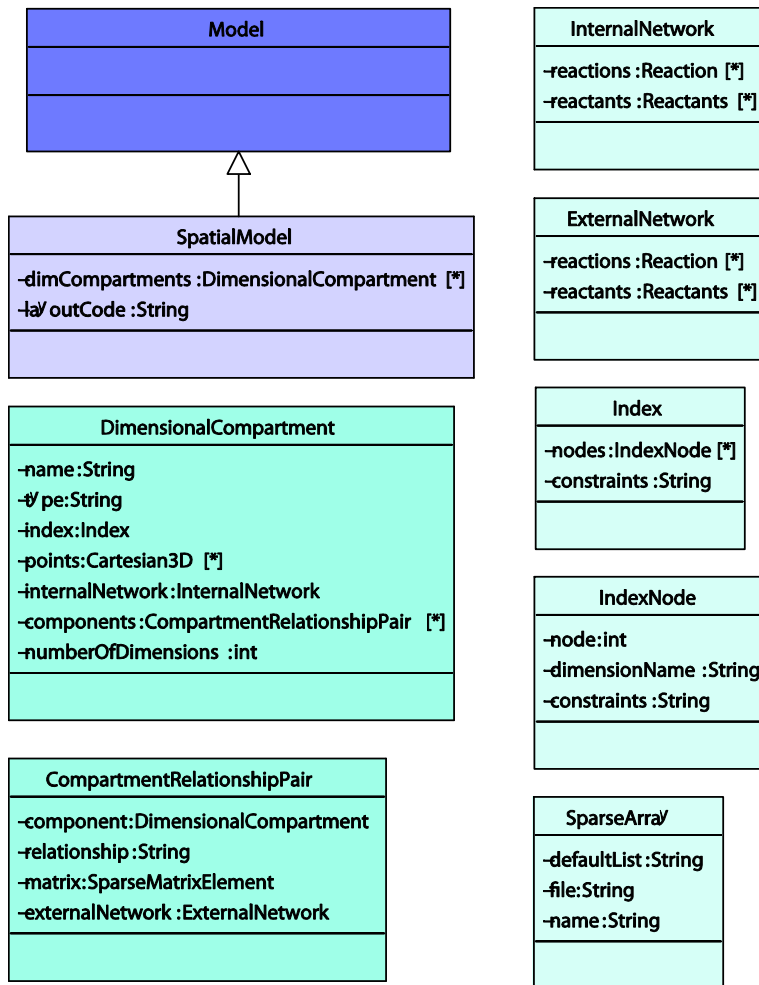 Model
SpatialModel
-dimCompartments :DimensionalCompartment [*]
-layoutCode :String
DimensionalCompartment
-name:String
-type:String
-index:Index
-points:Cartesian3D [*]
-internalNetwork:InternalNetwork
-components:CompartmentRelationshipPair [*]
-numberOfDimensions :int
CompartmentRelationshipPair
-component:DimensionalCompartment
-relationship:String
-matrix:SparseMatrixElement
-externalNetwork :ExternalNetwork
InternalNetwork
-reactions :Reaction [*]
-reactants :Reactants [*]
ExternalNetwork
-reactions :Reaction [*]
-reactants :Reactants [*]
Index
-nodes:IndexNode [*]
-constraints :String
IndexNode
-node:int
-dimensionName :String
-constraints :String
SparseArray
-defaultList :String
-file:String
-name:String